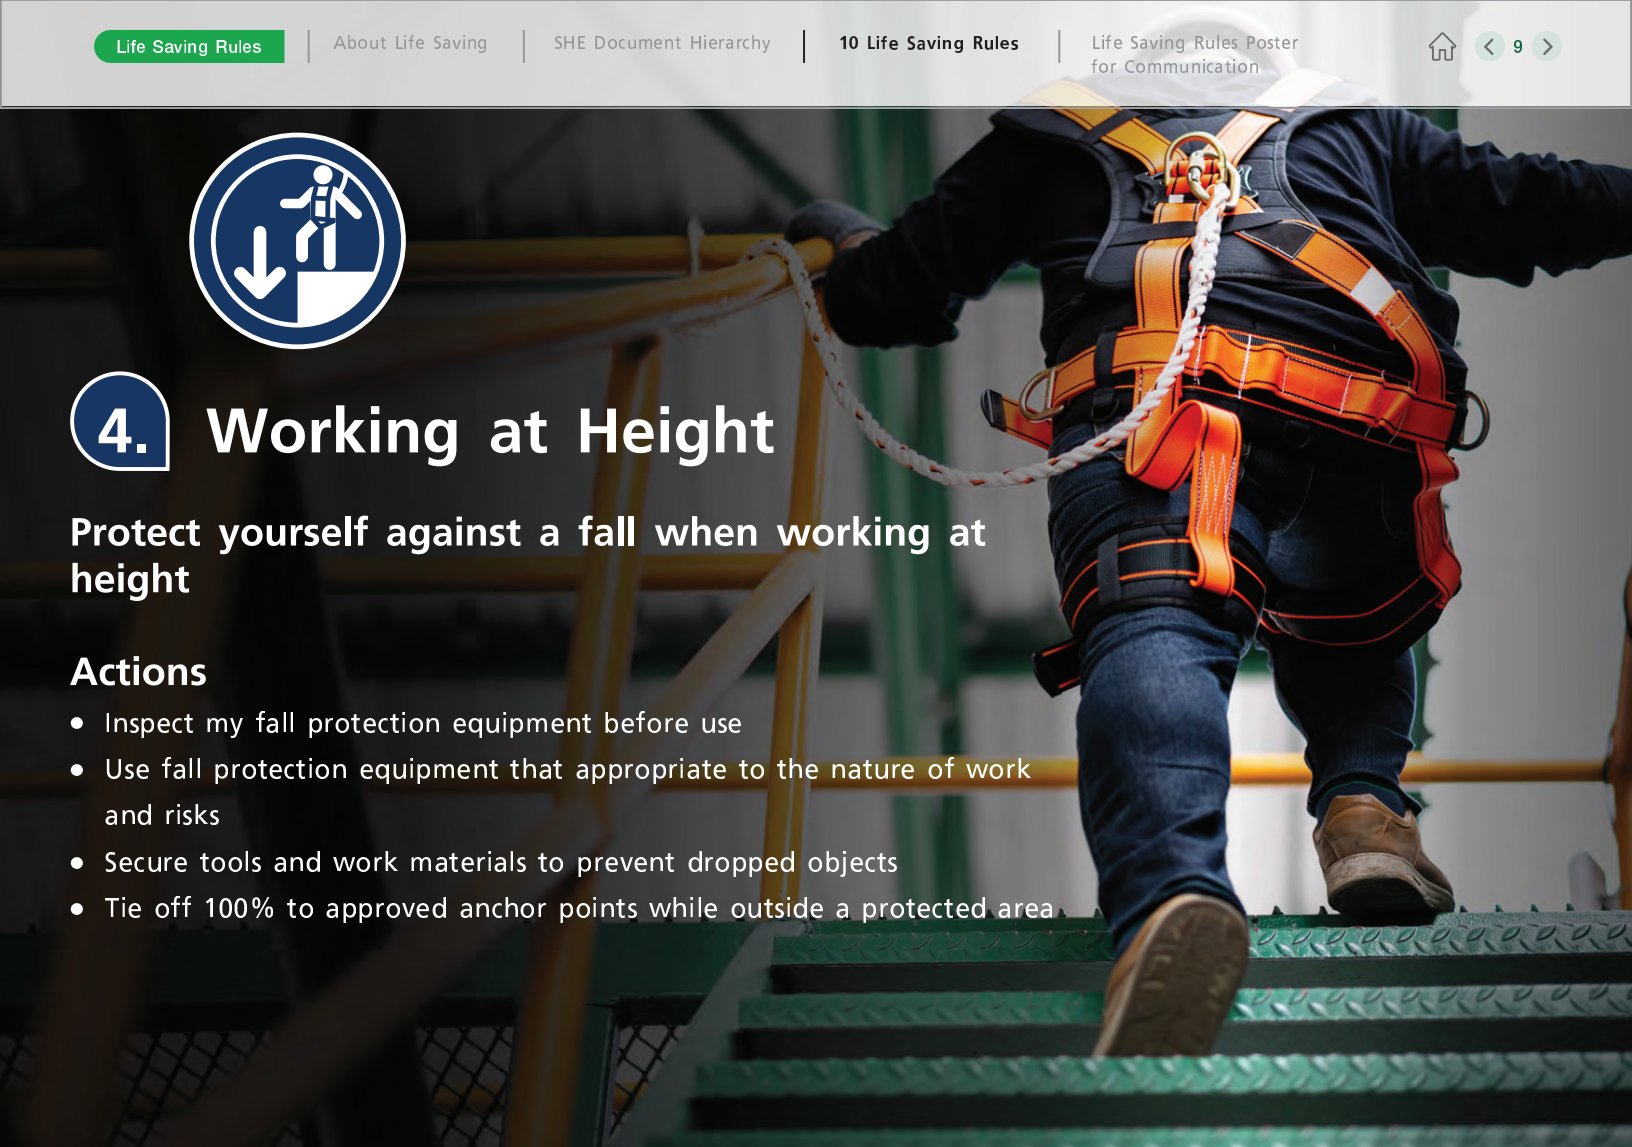 Life Saving Rules
About Life Saving
SHE Document Hierarchy
10 Life Saving Rules
Life Saving Rules Poster
for Communication
9
4.
Working at Height
Protect yourself against a fall when working at
height
Actions
● Inspect my fall protection equipment before use
● Use fall protection equipment that appropriate to the nature of work
and risks
● Secure tools and work materials to prevent dropped objects
● Tie off 100% to approved anchor points while outside a protected area